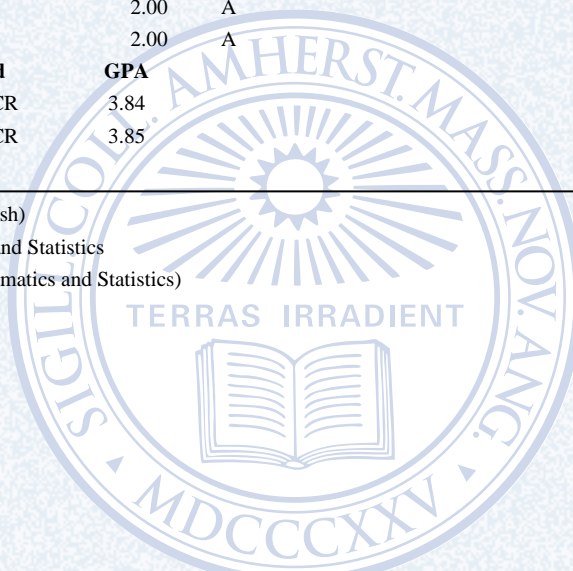 2.00 A
2.00 A
d GPA
CR 3.84
CR 3.85
sh)
nd Statistics
matics and Statistics)
SIGILL. COLL. AMHERST. MASS. NOV. ANG.
TERRAS IRRADIENT
MDCCCXXV